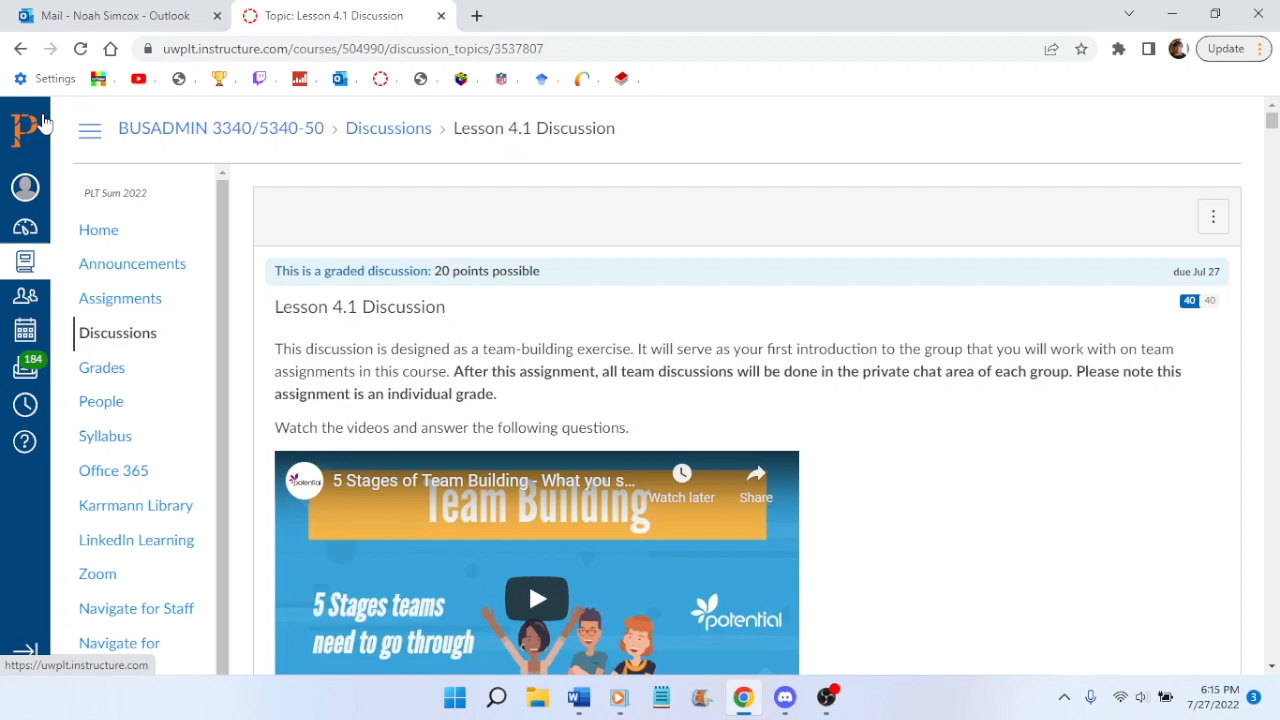 Mail - Noah Simcox - Outlook
Topic: Lesson 4.1 Discussion
uwplt.instructure.com/courses/504990/discussion_topics/3537807
Update
Settings
P
BUSADMIN 3340/5340-50 › Discussions › Lesson 4.1 Discussion
PLT Sum 2022
Home
Announcements
Assignments
Discussions
184
Grades
People
Syllabus
Office 365
Karrmann Library
LinkedIn Learning
Zoom
Navigate for Staff
Navigate for
This is a graded discussion: 20 points possible
due Jul 27
Lesson 4.1 Discussion
40 40
This discussion is designed as a team-building exercise. It will serve as your first introduction to the group that you will work with on team
assignments in this course. After this assignment, all team discussions will be done in the private chat area of each group. Please note this
assignment is an individual grade.
Watch the videos and answer the following questions.
potential
5 Stages of Team Building - What you s...
Watch later
Share
Team Building
5 Stages teams
need to go through
potential
https://uwplt.instructure.com
6:15 PM
7/27/2022
3